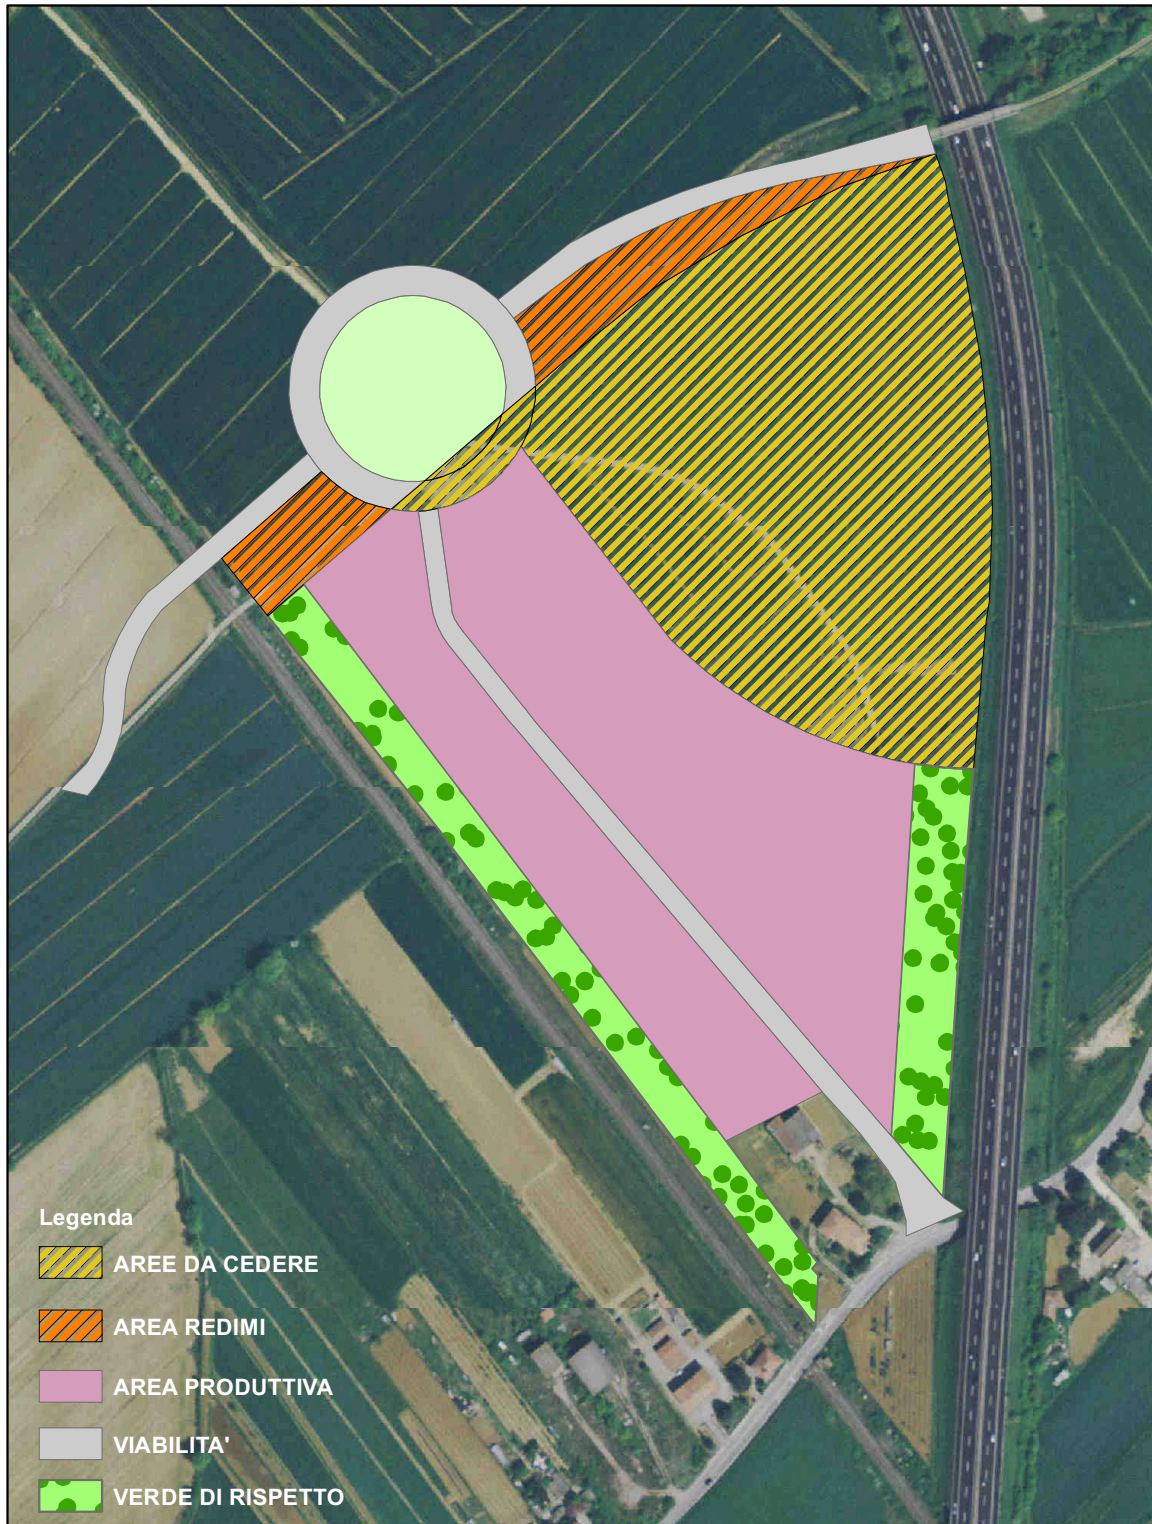 Legenda
AREE DA CEDERE
AREA REDIMI
AREA PRODUTTIVA
VIABILITA'
VERDE DI RISPETTO